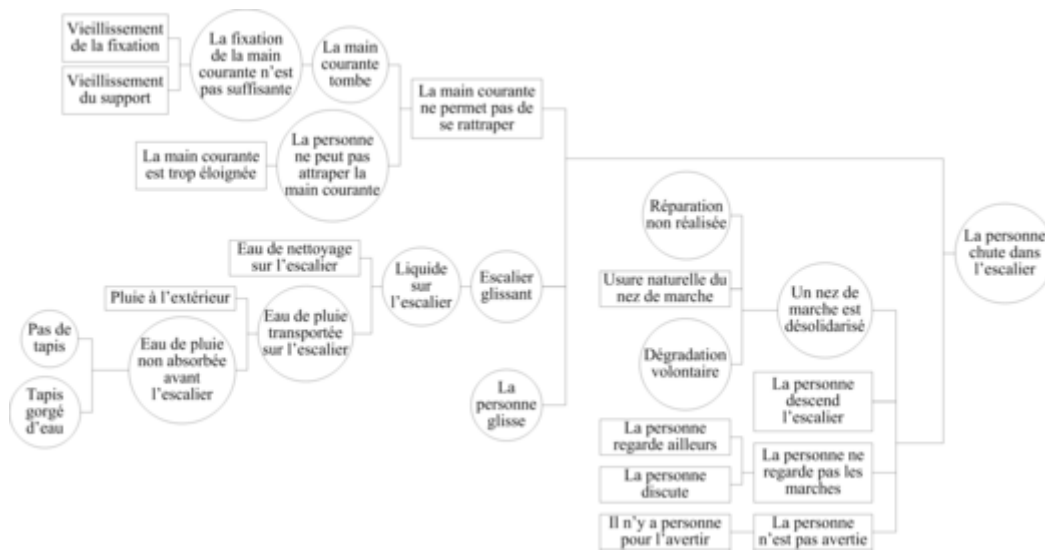 Vieillissement
de la fixation
Vieillissement
du support
La fixation
de la main
courante n'est
pas suffisante
La main
courante
tombe
La main courante
ne permet pas de
se rattraper
La main courante
est trop éloignée
La personne
ne peut pas
attraper la
main courante
Réparation
non réalisée
La personne
chute dans
l'escalier
Eau de nettoyage
sur l'escalier
Liquide
sur
l'escalier
Escalier
glissant
Usure naturelle du
nez de marche
Un nez de
marche est
désolidarisé
Pluie à l'extérieur
Eau de pluie
transportée
sur l'escalier
Pas de
tapis
Eau de pluie
non absorbée
avant
l'escalier
Dégradation
volontaire
Tapis
gorgé
d'eau
La
personne
glisse
La personne
descend
l'escalier
La personne
regarde ailleurs
La personne
discute
La personne ne
regarde pas les
marches
Il n'y a personne
pour l'avertir
La personne
n'est pas avertie